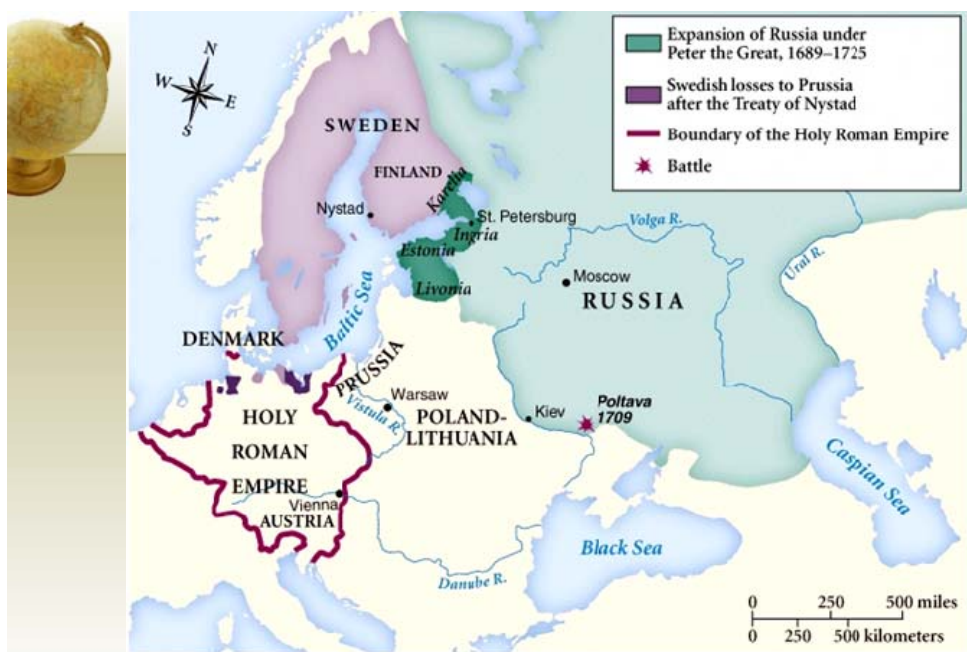 Expansion of Russia under
Peter the Great, 1689–1725
Swedish losses to Prussia
after the Treaty of Nystad
Boundary of the Holy Roman Empire
Battle
N
W
E
S
SWEDEN
FINLAND
Karelia
Nystad
St. Petersburg
Ingria
Estonia
Livonia
Volga R.
Ural R.
Moscow
RUSSIA
Baltic Sea
DENMARK
PRUSSIA
Warsaw
Vistula R.
POLAND-
LITHUANIA
Kiev
Poltava
1709
HOLY
ROMAN
EMPIRE
Vienna
AUSTRIA
Caspian Sea
Black Sea
Danube R.
0 250 500 miles
0 250 500 kilometers